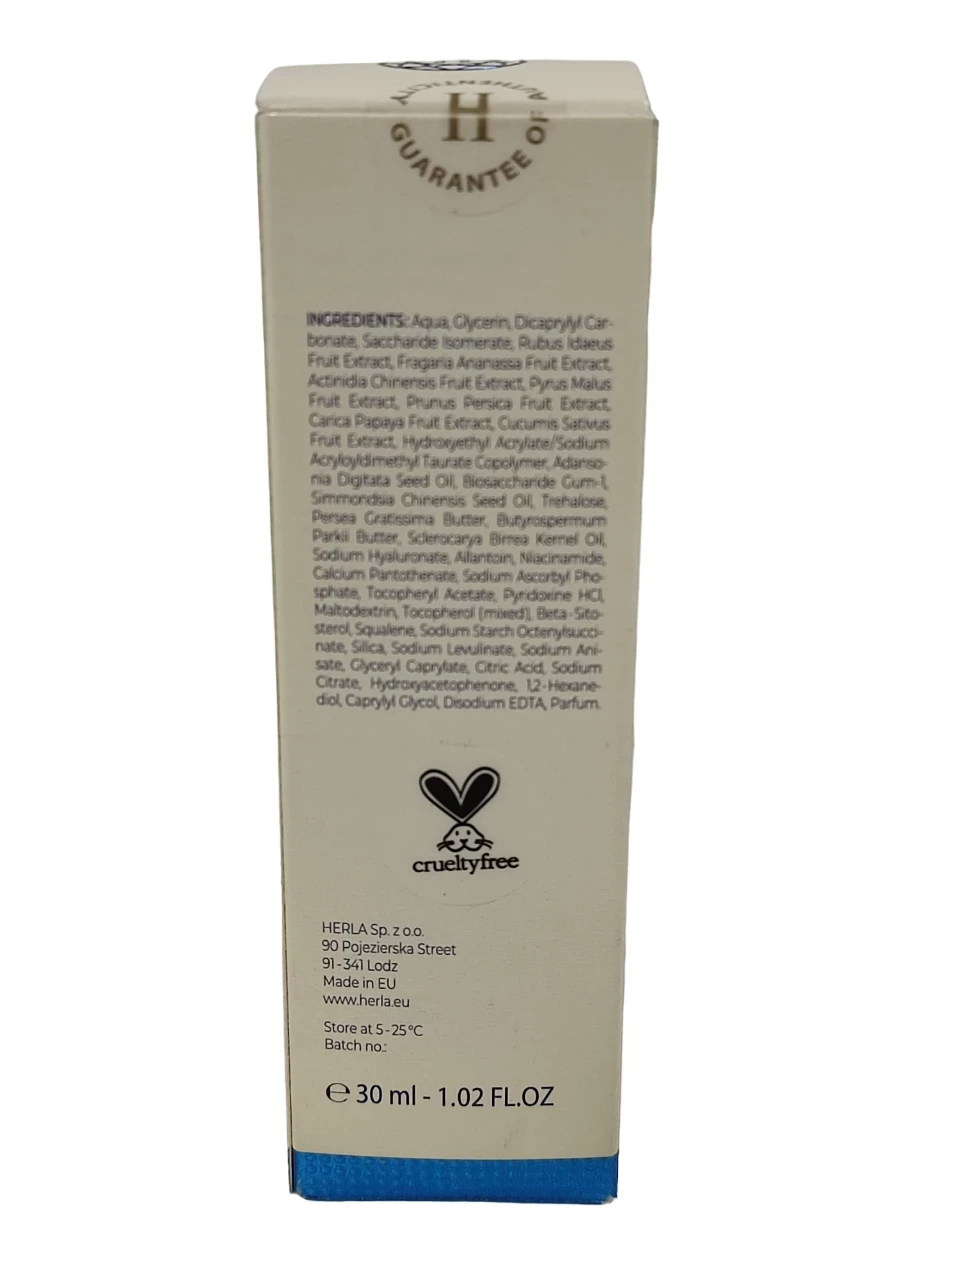 AUTHENTICITY
H
GUARANTEE OF
INGREDIENTS: Aqua, Glycerin, Dicaprylyl Car-
bonate, Saccharide Isomerate, Rubus Idaeus
Fruit Extract, Fragaria Ananassa Fruit Extract,
Actinidia Chinensis Fruit Extract, Pyrus Malus
Fruit Extract, Prunus Persica Fruit Extract,
Carica Papaya Fruit Extract, Cucumis Sativus
Fruit Extract, Hydroxyethyl Acrylate/Sodium
Acryloyldimethyl Taurate Copolymer, Adanso-
nia Digitata Seed Oil, Biosaccharide Gum-1,
Simmondsia Chinensis Seed Oil, Trehalose,
Persea Gratissima Butter, Butyrospermum
Parkii Butter, Sclerocarya Birrea Kernel Oil,
Sodium Hyaluronate, Allantoin, Niacinamide,
Calcium Pantothenate, Sodium Ascorbyl Pho-
sphate, Tocopheryl Acetate, Pyridoxine HCl,
Maltodextrin, Tocopherol (mixed), Beta-Sito-
sterol, Squalene, Sodium Starch Octenylsucci-
nate, Silica, Sodium Levulinate, Sodium Ani-
sate, Glyceryl Caprylate, Citric Acid, Sodium
Citrate, Hydroxyacetophenone, 1,2-Hexane-
diol, Caprylyl Glycol, Disodium EDTA, Parfum.
crueltyfree
HERLA Sp. z o.o.
90 Pojezierska Street
91-341 Lodz
Made in EU
www.herla.eu
Store at 5-25°C
Batch no.:
℮ 30 ml - 1.02 FL.OZ